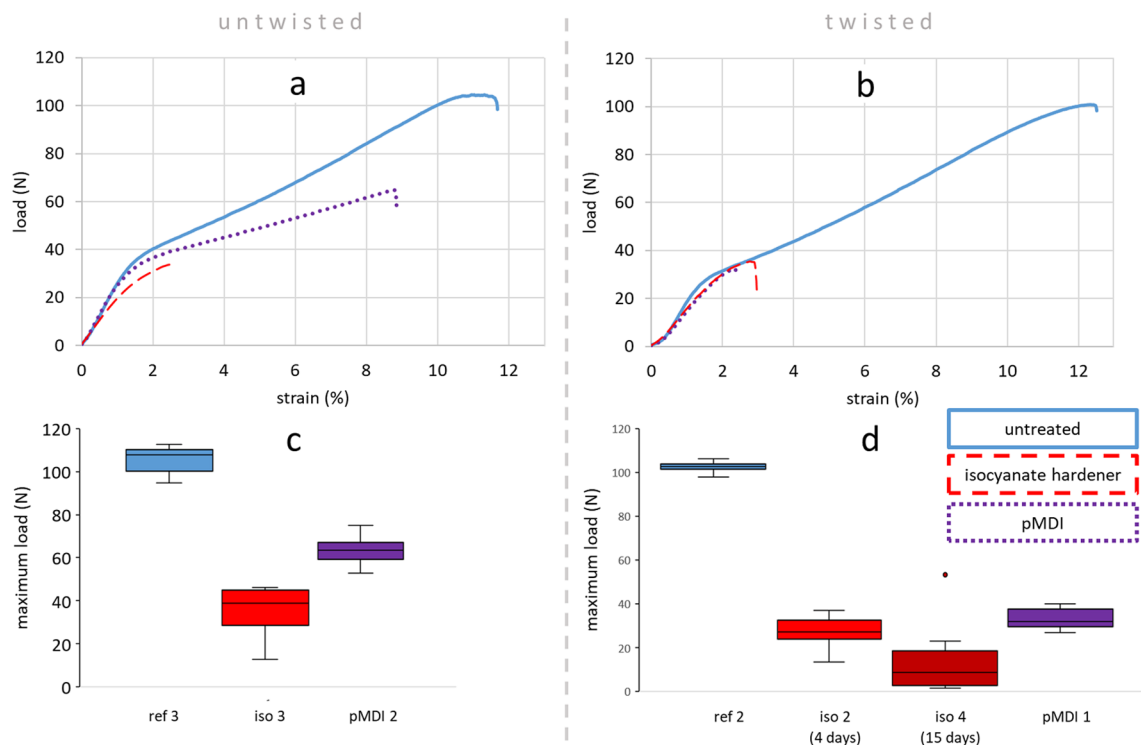 untwisted
twisted
a
load (N)
120
100
80
60
40
20
0
0 2 4 6 8 10 12
strain (%)
b
load (N)
120
100
80
60
40
20
0
0 2 4 6 8 10 12
strain (%)
c
maximum load (N)
120
100
80
60
40
20
0
ref 3 iso 3 pMDI 2
d
maximum load (N)
120
100
80
60
40
20
0
ref 2 iso 2 iso 4 pMDI 1
(4 days) (15 days)
untreated
isocyanate hardener
pMDI